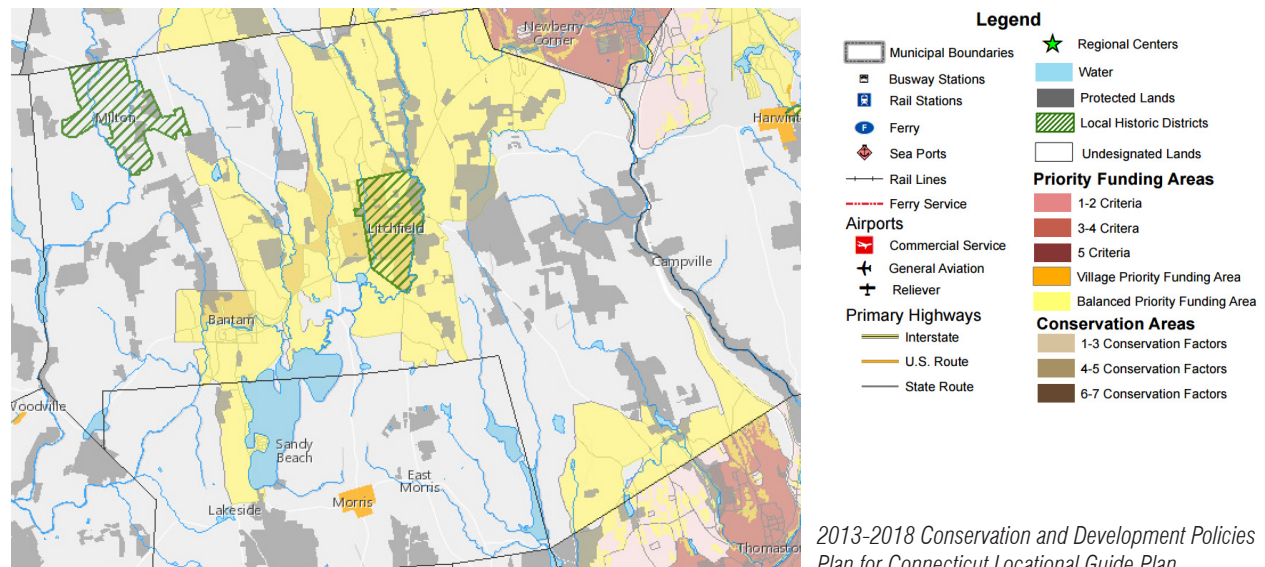 Newberry
Corner
Milton
Harwint
Litchfield
Campville
Bantam
Woodville
Sandy
Beach
East
Morris
Morris
Lakeside
Thomaston
Legend
Municipal Boundaries
Busway Stations
Rail Stations
F
Ferry
Sea Ports
Rail Lines
Ferry Service
Airports
Commercial Service
General Aviation
Reliever
Primary Highways
Interstate
U.S. Route
State Route
Regional Centers
Water
Protected Lands
Local Historic Districts
Undesignated Lands
Priority Funding Areas
1-2 Criteria
3-4 Critera
5 Criteria
Village Priority Funding Area
Balanced Priority Funding Area
Conservation Areas
1-3 Conservation Factors
4-5 Conservation Factors
6-7 Conservation Factors
2013-2018 Conservation and Development Policies
Plan for Connecticut Locational Guide Plan